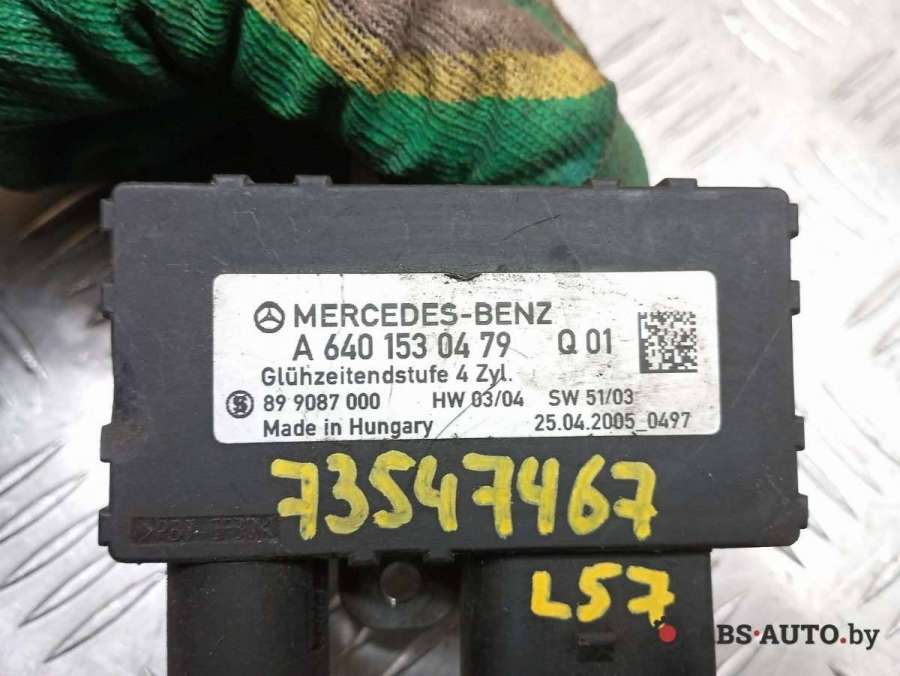 MERCEDES-BENZ
A 640 153 04 79 Q 01
Glühzeitendstufe 4 Zyl.
89 9087 000 HW 03/04 SW 51/03
Made in Hungary 25.04.2005_0497
73547467
L57
BS-AUTO.by